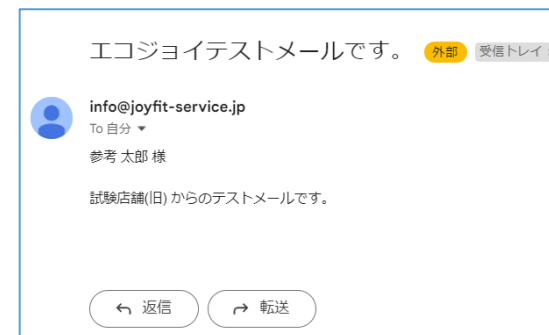 エコジョイテストメールです。 外部 受信トレイ
info@joyfit-service.jp
To 自分
参考 太郎 様
試験店舗(旧) からのテストメールです。
返信 転送